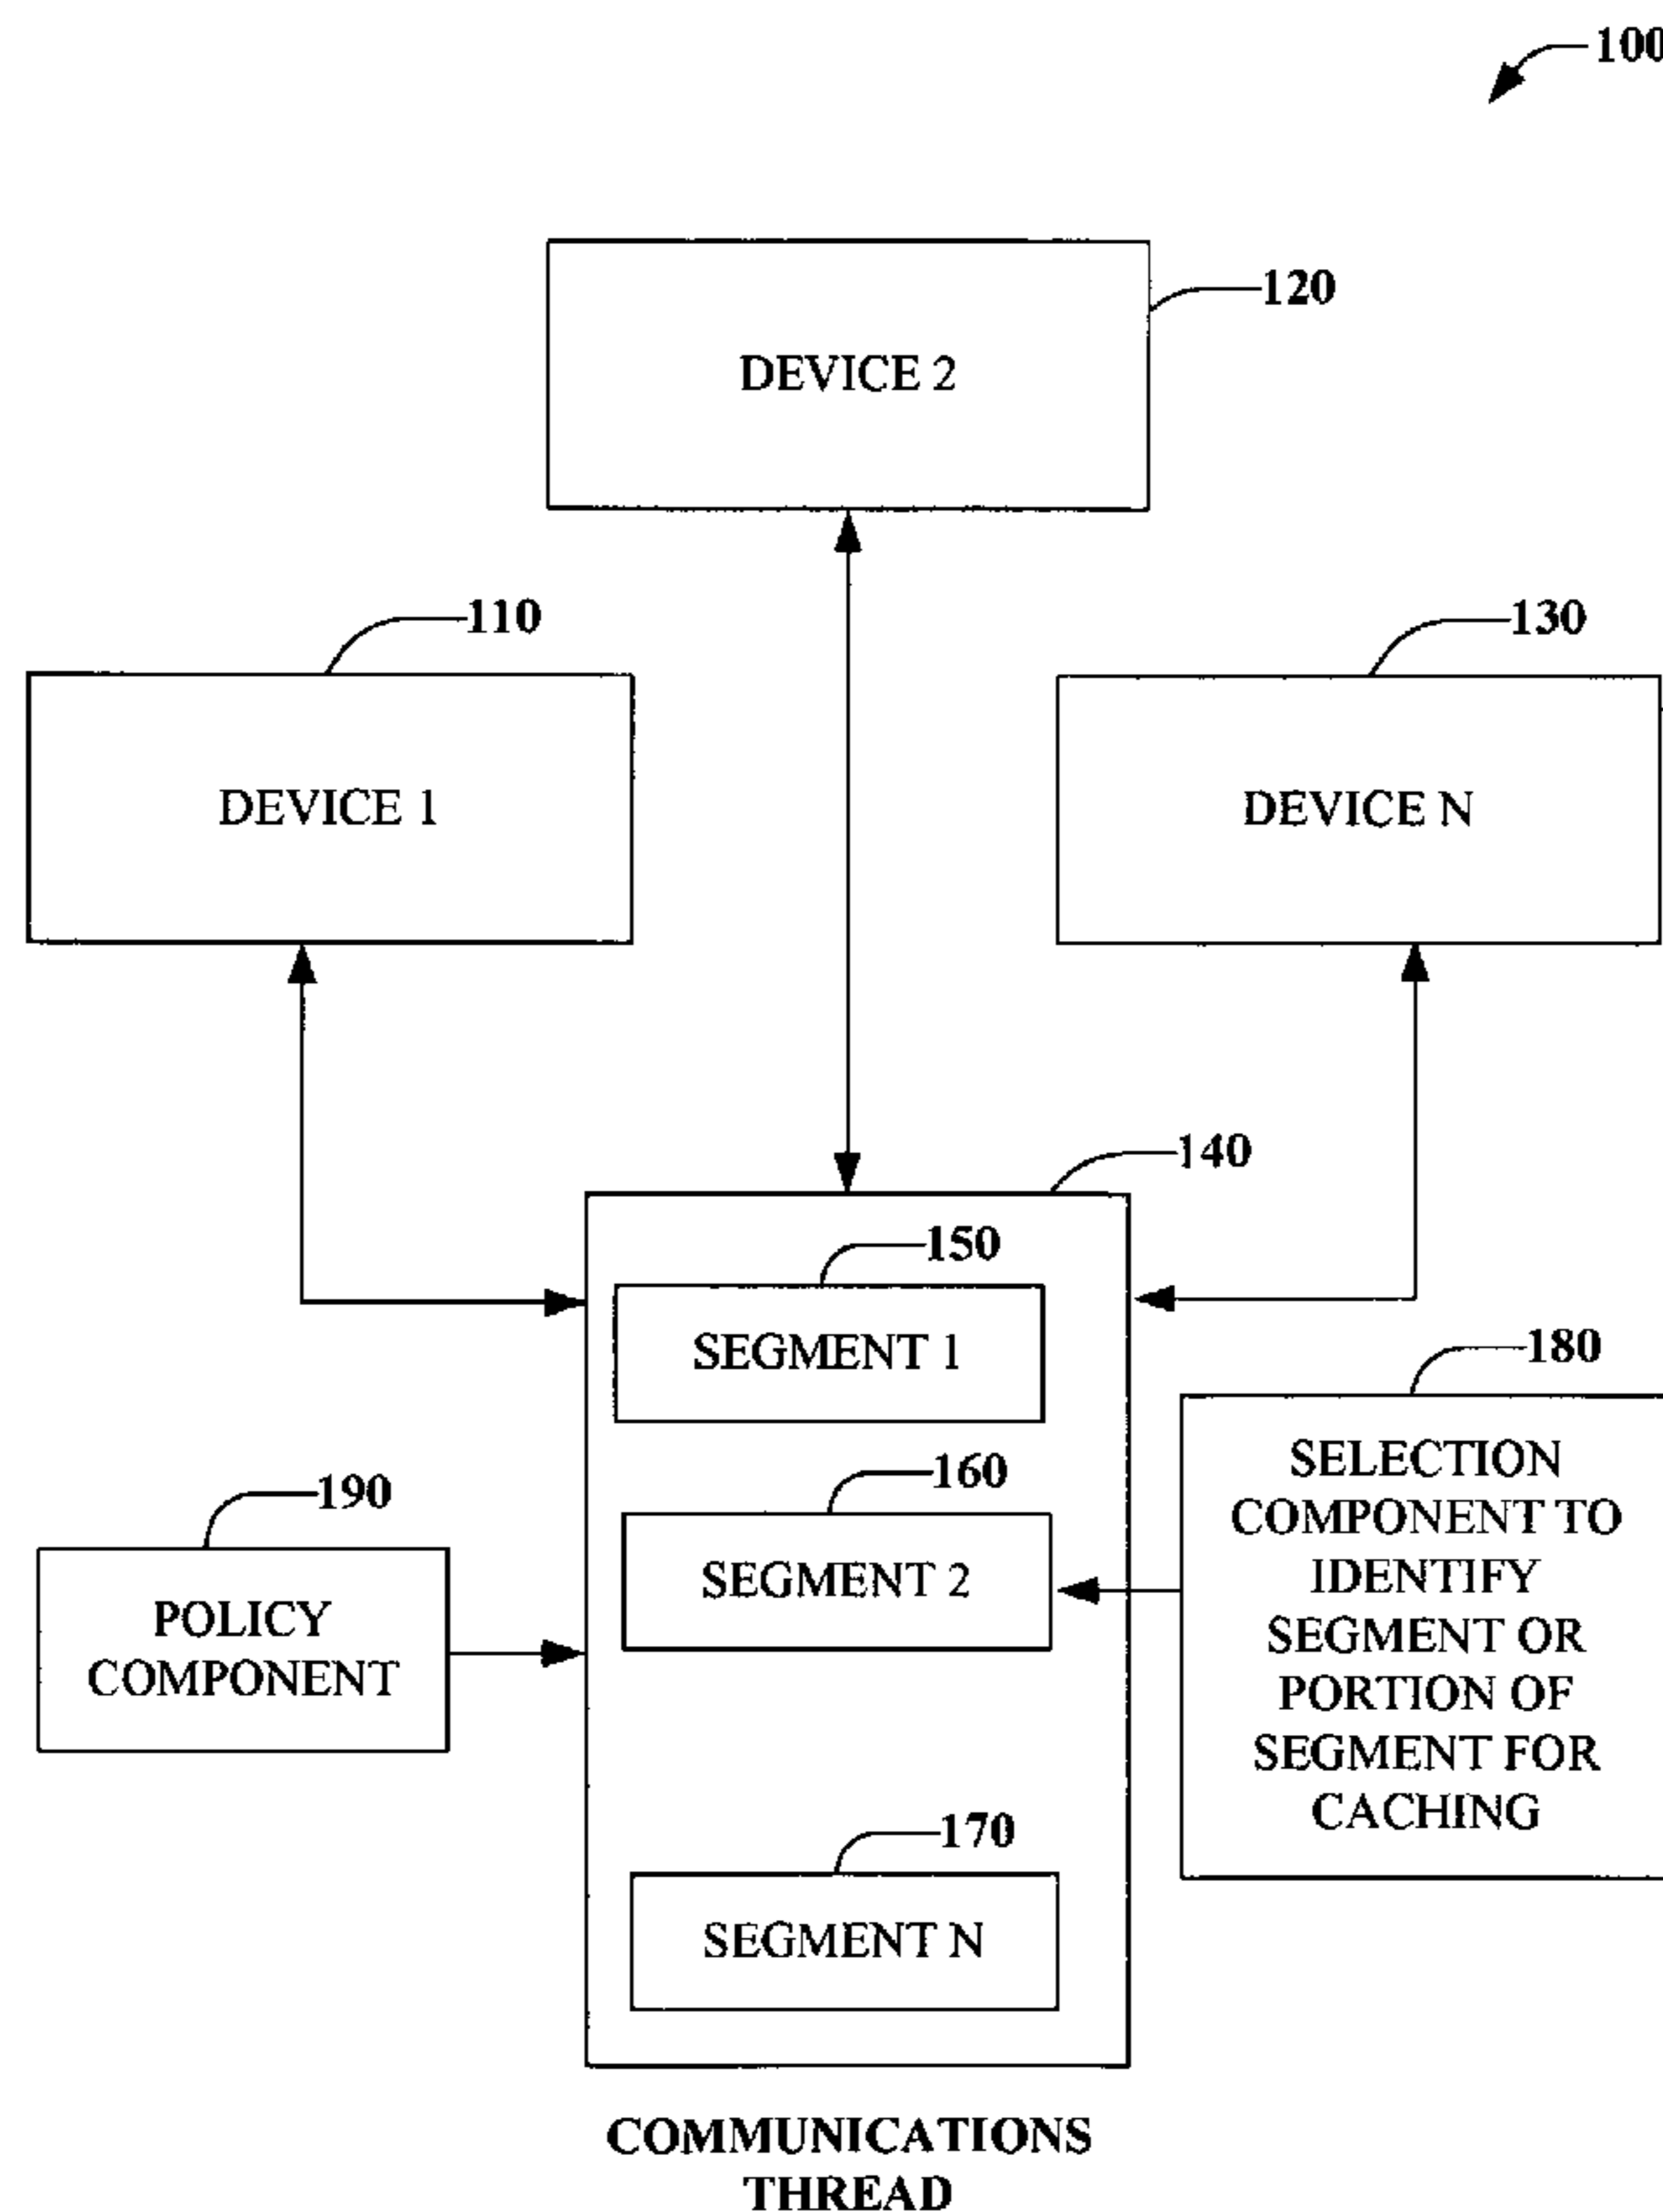 100
120
DEVICE 2
110
130
DEVICE 1
DEVICE N
140
150
SEGMENT 1
180
SELECTION
COMPONENT TO
IDENTIFY
SEGMENT OR
PORTION OF
SEGMENT FOR
CACHING
160
SEGMENT 2
190
POLICY
COMPONENT
170
SEGMENT N
COMMUNICATIONS
THREAD